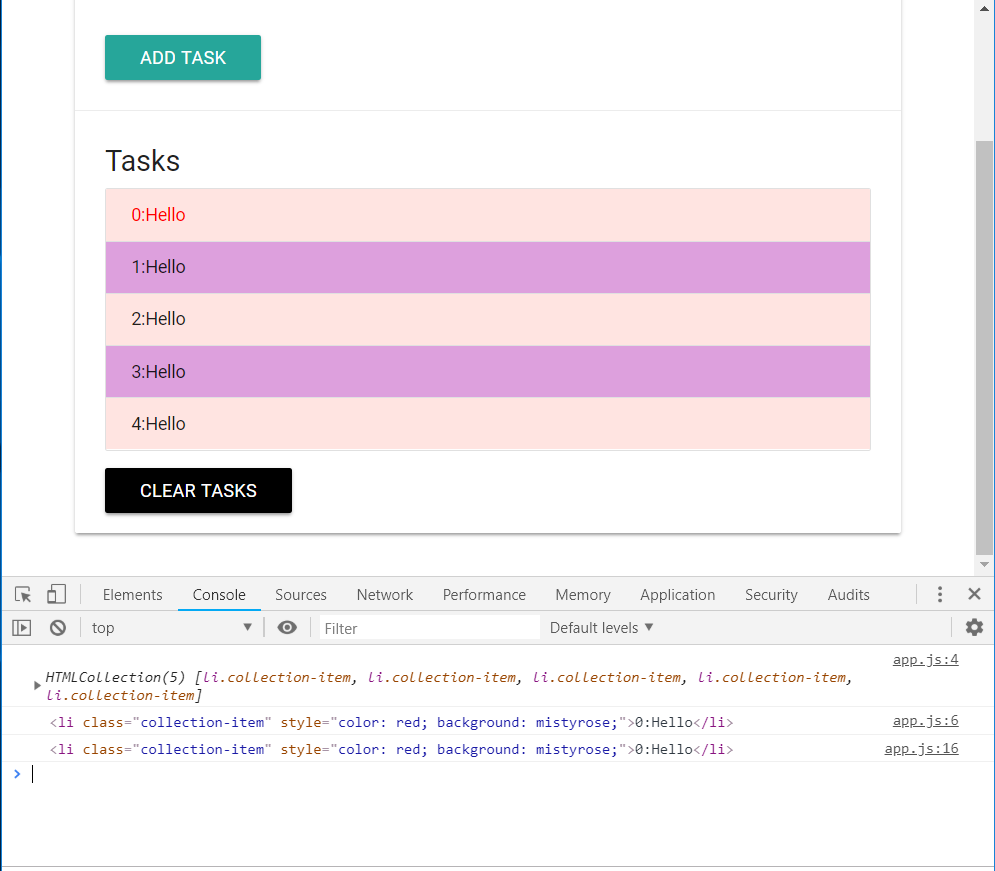 ADD TASK
Tasks
0:Hello
1:Hello
2:Hello
3:Hello
4:Hello
CLEAR TASKS
Elements Console Sources Network Performance Memory Application Security Audits
top Filter Default levels
app.js:4
HTMLCollection(5) [li.collection-item, li.collection-item, li.collection-item, li.collection-item,
li.collection-item]
<li class="collection-item" style="color: red; background: mistyrose;">0:Hello</li> app.js:6
<li class="collection-item" style="color: red; background: mistyrose;">0:Hello</li> app.js:16